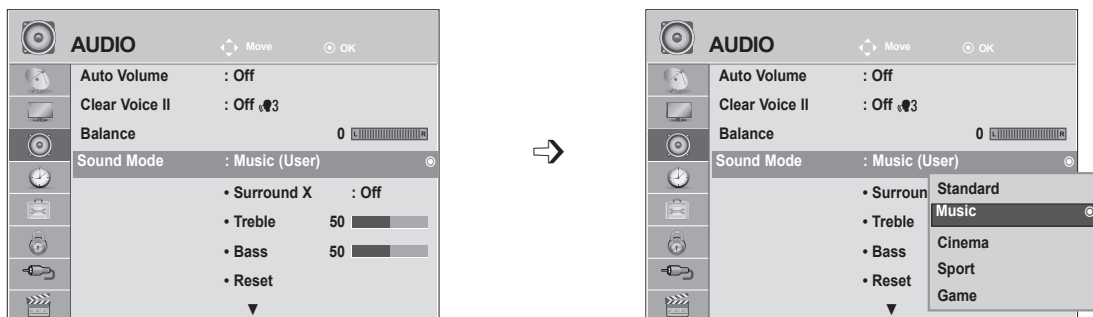 AUDIO Move OK
Auto Volume : Off
Clear Voice II : Off 3
Balance 0 L R
Sound Mode : Music (User)
• Surround X : Off
• Treble 50
• Bass 50
• Reset
AUDIO Move OK
Auto Volume : Off
Clear Voice II : Off 3
Balance 0 L R
Sound Mode : Music (User)
• Surroun
• Treble
• Bass
• Reset
Standard
Music
Cinema
Sport
Game